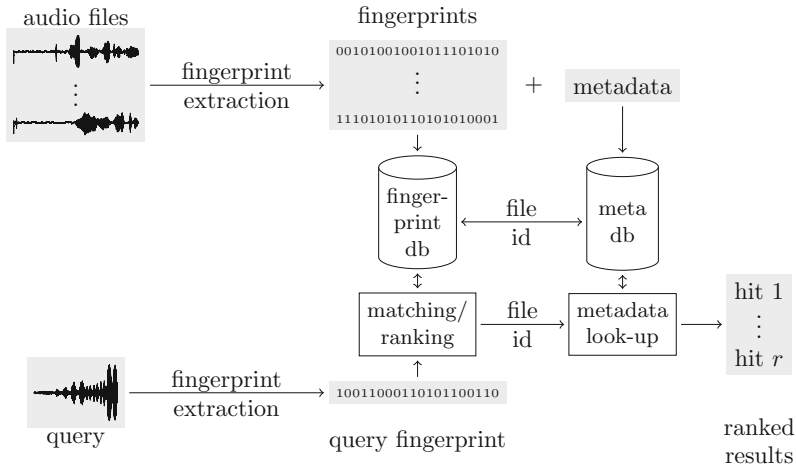 audio files
fingerprints
00101001001011101010
fingerprint
extraction
+
metadata
11101010110101010001
finger-
print
db
file
id
meta
db
matching/
ranking
file
id
metadata
look-up
hit 1
hit r
fingerprint
extraction
10011000110101100110
query
query fingerprint
ranked
results